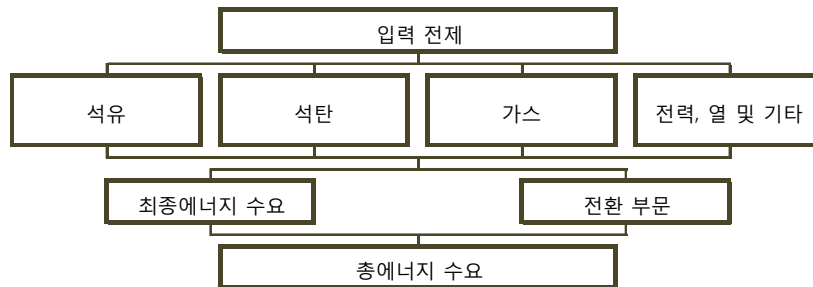 입력 전제
석유
석탄
가스
전력, 열 및 기타
최종에너지 수요
전환 부문
총에너지 수요